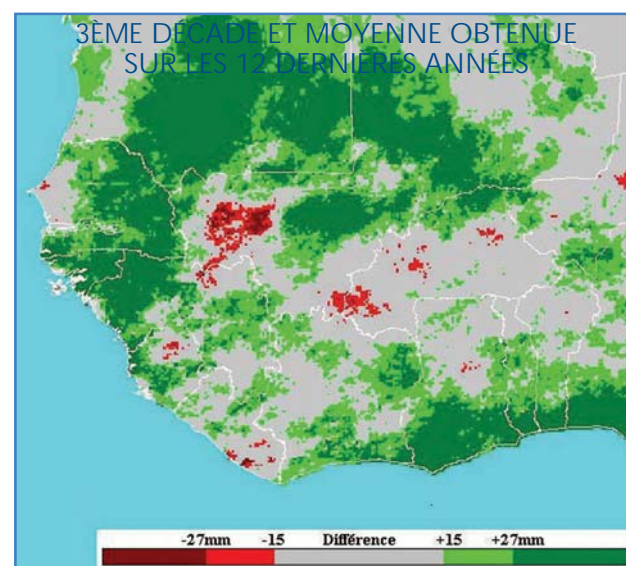 3ÈME DÉCADE ET MOYENNE OBTENUE
SUR LES 12 DERNIÈRES ANNÉES
-27mm -15 Différence +15 +27mm